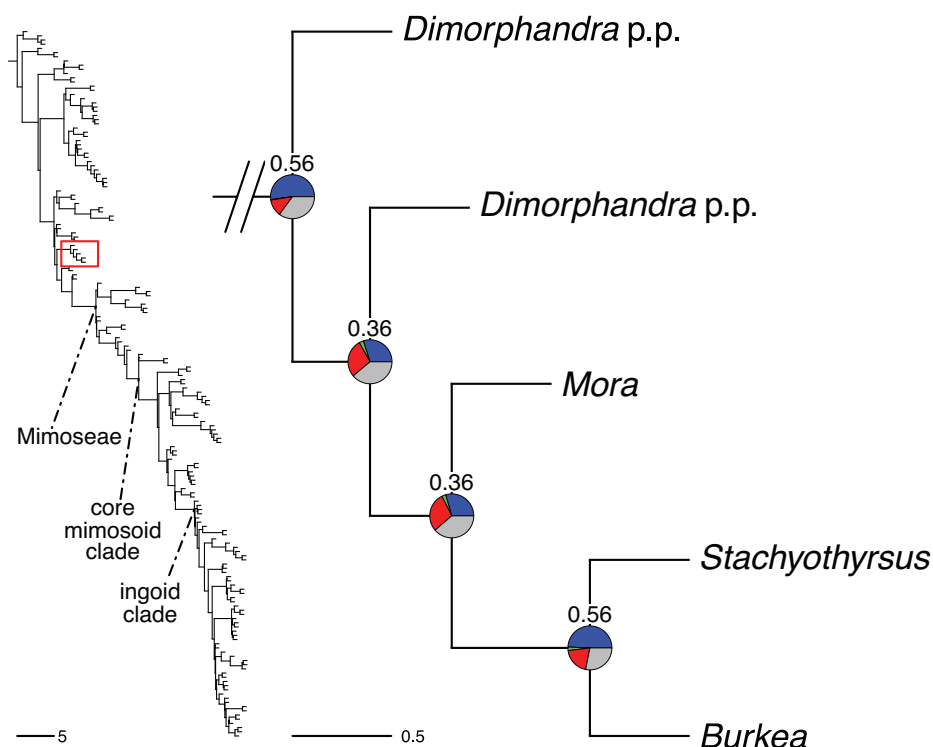 Dimorphandra p.p.
0.56
Dimorphandra p.p.
0.36
Mora
Mimoseae
0.36
core
mimosoid
clade
Stachyothyrsus
ingoid
clade
0.56
Burkea
5
0.5